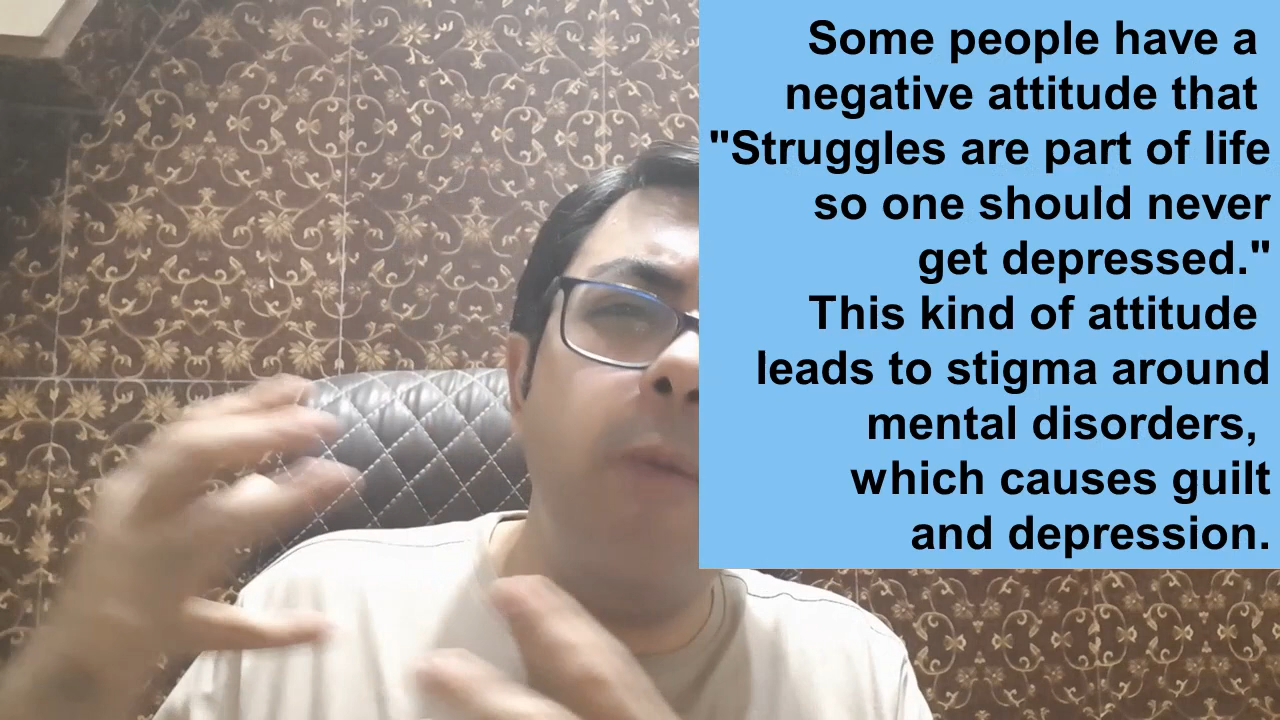 Some people have a
negative attitude that
"Struggles are part of life
so one should never
get depressed."
This kind of attitude
leads to stigma around
mental disorders,
which causes guilt
and depression.